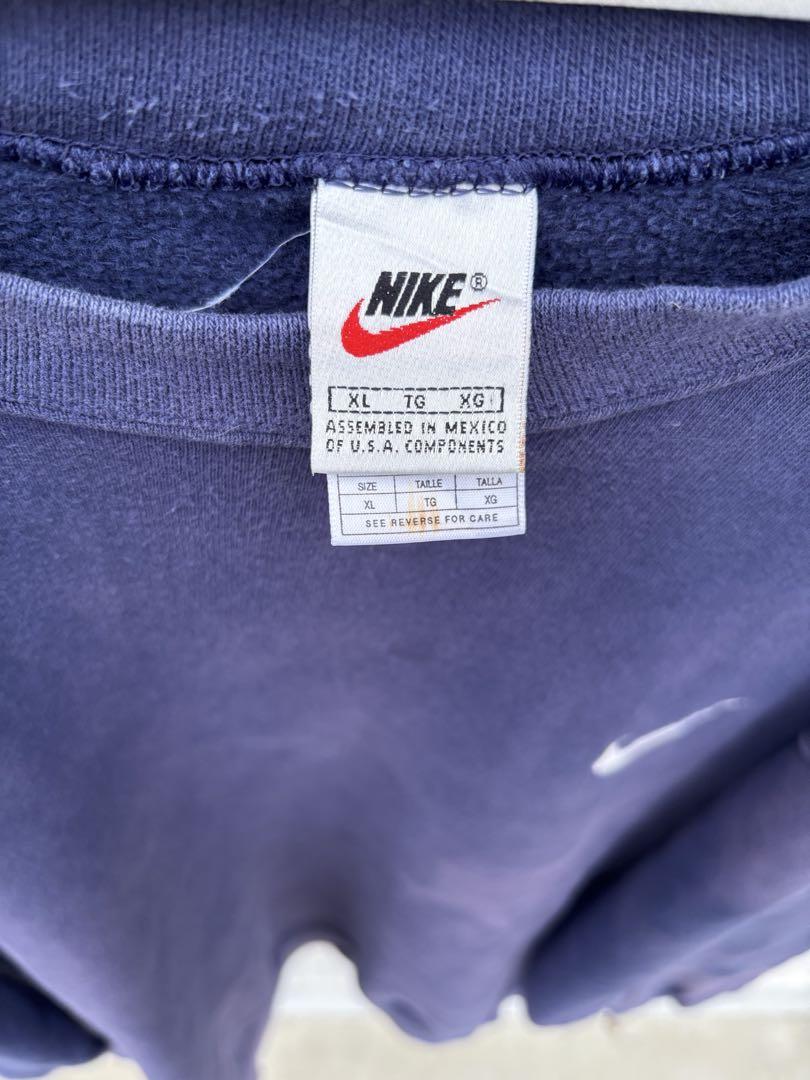 NIKE®
XL TG XG
ASSEMBLED IN MEXICO
OF U.S.A. COMPONENTS
SIZE TAILLE TALLA
XL TG XG
SEE REVERSE FOR CARE